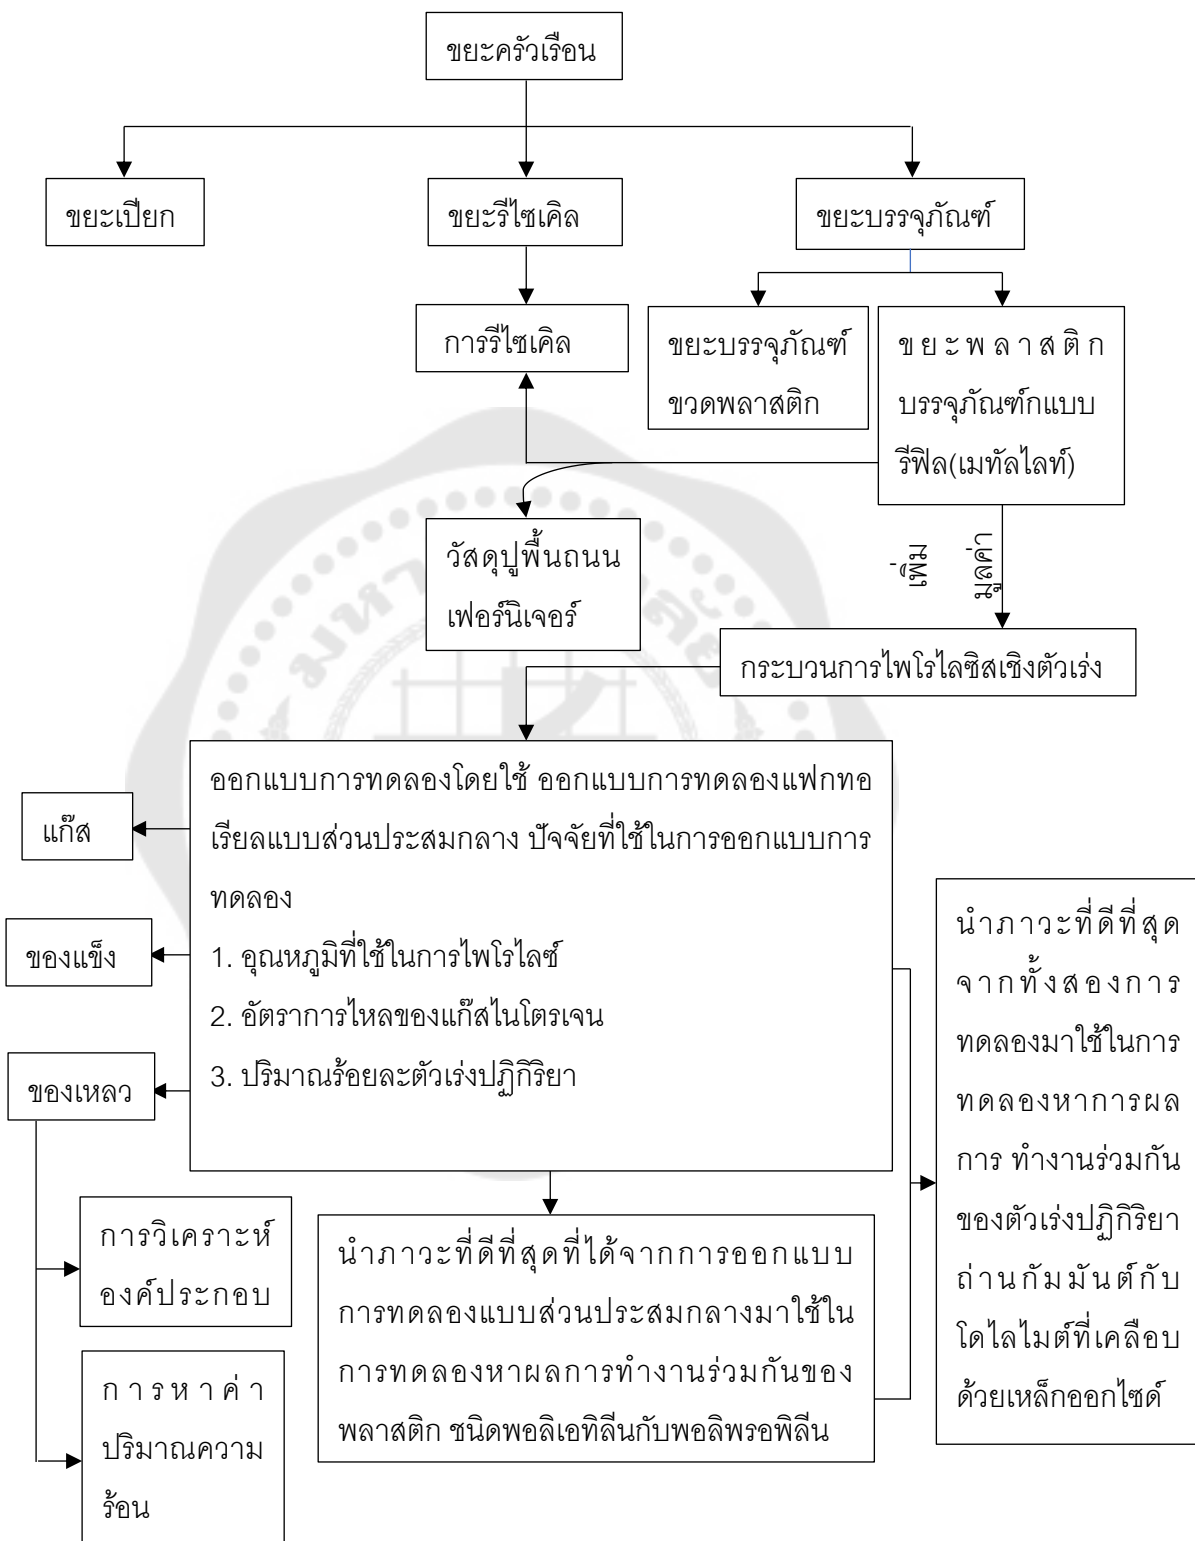 ขยะครัวเรือน
ขยะเปียก
ขยะรีไซเคิล
ขยะบรรจุภัณฑ์
การรีไซเคิล
ขยะบรรจุภัณฑ์
ขวดพลาสติก
ขยะพลาสติก
บรรจุภัณฑ์กแบบ
รีฟิล(เมทัลไลท์)
วัสดุปูพื้นถนน
เฟอร์นิเจอร์
เพิ่ม
มูลค่า
กระบวนการไพโรไลซิสเชิงตัวเร่ง
ออกแบบการทดลองโดยใช้ ออกแบบการทดลองแฟกทอ
เรียลแบบส่วนประสมกลาง ปัจจัยที่ใช้ในการออกแบบการ
ทดลอง
1. อุณหภูมิที่ใช้ในการไพโรไลซ์
2. อัตราการไหลของแก๊สไนโตรเจน
3. ปริมาณร้อยละตัวเร่งปฏิกิริยา
แก๊ส
ของแข็ง
ของเหลว
การวิเคราะห์
องค์ประกอบ
การหาค่า
ปริมาณความ
ร้อน
นำภาวะที่ดีที่สุดที่ได้จากการออกแบบ
การทดลองแบบส่วนประสมกลางมาใช้ใน
การทดลองหาผลการทำงานร่วมกันของ
พลาสติก ชนิดพอลิเอทิลีนกับพอลิพรอพิลีน
นำภาวะที่ดีที่สุด
จากทั้งสองการ
ทดลองมาใช้ในการ
ทดลองหาการผล
การ ทำงานร่วมกัน
ของตัวเร่งปฏิกิริยา
ถ่านกัมมันต์กับ
โดไลไมต์ที่เคลือบ
ด้วยเหล็กออกไซด์